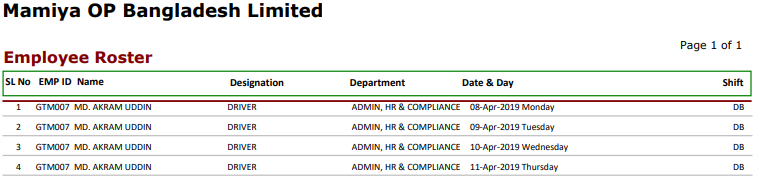 Mamiya OP Bangladesh Limited
Page 1 of 1
Employee Roster
SL No EMP ID Name Designation Department Date & Day Shift
1 GTM007 MD. AKRAM UDDIN DRIVER ADMIN, HR & COMPLIANCE 08-Apr-2019 Monday DB
2 GTM007 MD. AKRAM UDDIN DRIVER ADMIN, HR & COMPLIANCE 09-Apr-2019 Tuesday DB
3 GTM007 MD. AKRAM UDDIN DRIVER ADMIN, HR & COMPLIANCE 10-Apr-2019 Wednesday DB
4 GTM007 MD. AKRAM UDDIN DRIVER ADMIN, HR & COMPLIANCE 11-Apr-2019 Thursday DB